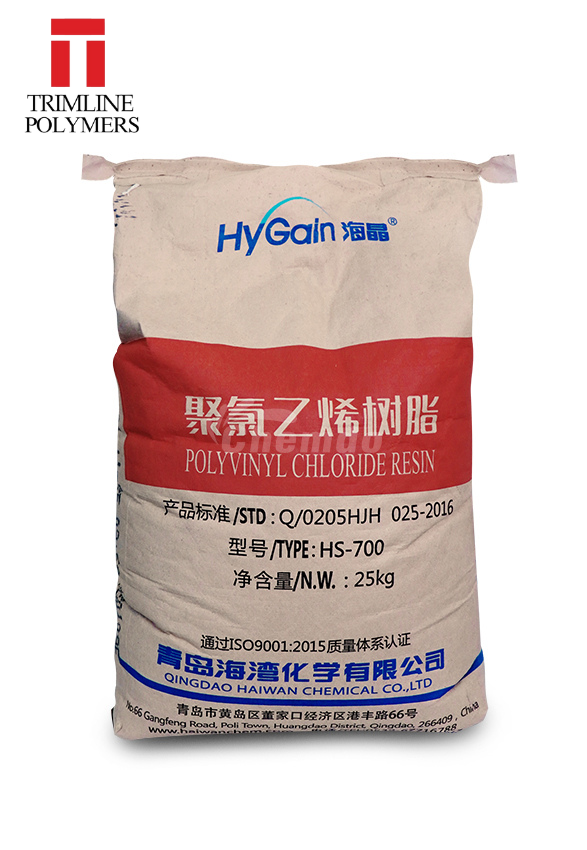 TRIMLINE
POLYMERS
HyGain 海晶®
聚氯乙烯树脂
Chemdo
POLYVINYL CHLORIDE RESIN
产品标准/STD : Q/0205HJH 025-2016
型号/TYPE: HS-700
净含量/N.W. : 25kg
通过ISO9001:2015质量体系认证
青岛海湾化学有限公司
QINGDAO HAIWAN CHEMICAL CO.,LTD
青岛市黄岛区董家口经济区港丰路66号
No.66 Gangfeng Road, Poli Town, Huangdao District, Qingdao, 266409 , China
www.haiwanchem.